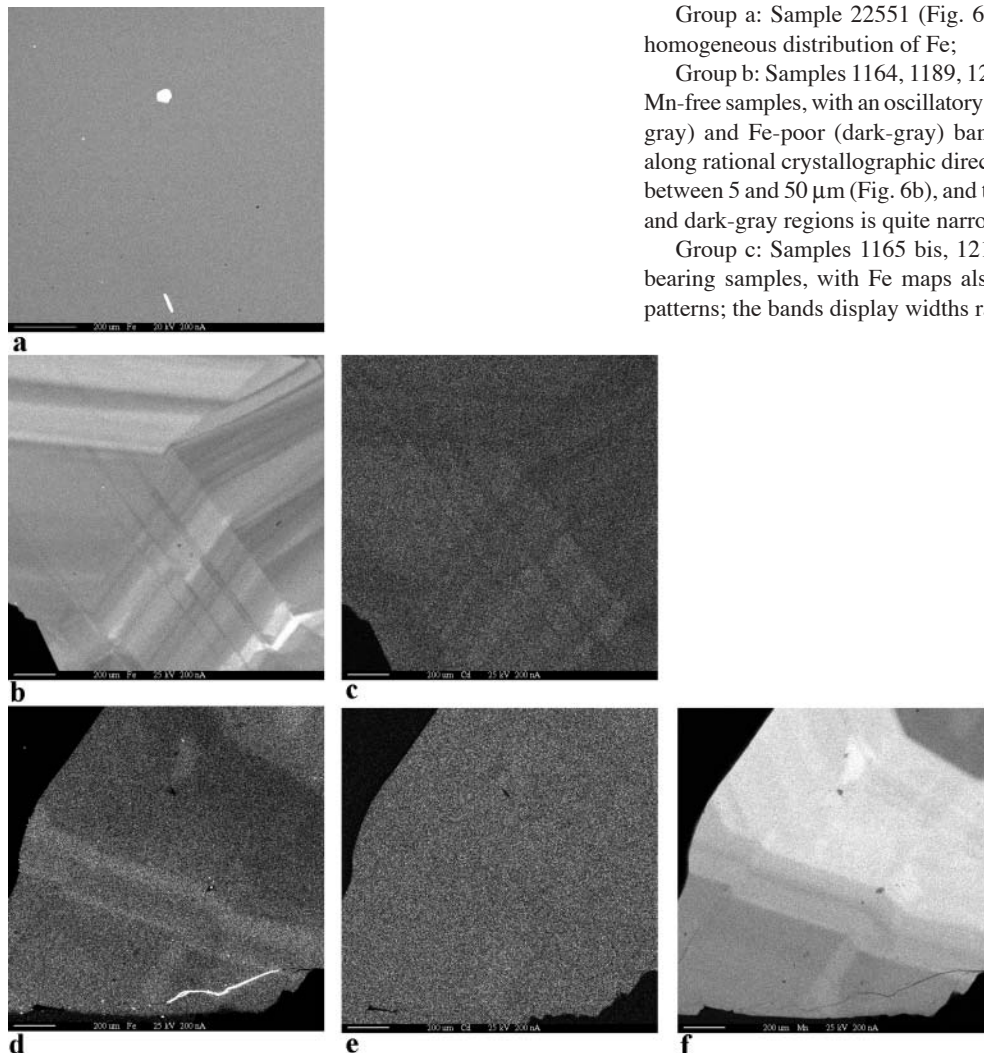 Group a: Sample 22551 (Fig. 6
homogeneous distribution of Fe;
Group b: Samples 1164, 1189, 12
Mn-free samples, with an oscillatory
gray) and Fe-poor (dark-gray) ban
along rational crystallographic direc
between 5 and 50 μm (Fig. 6b), and t
and dark-gray regions is quite narro
Group c: Samples 1165 bis, 121
bearing samples, with Fe maps als
patterns; the bands display widths ra
200 um Fe 20 kV 200 nA
a
200 um Fe 25 kV 200 nA
b
200 um Cd 25 kV 200 nA
c
200 um Fe 25 kV 200 nA
d
200 um Cd 25 kV 200 nA
e
200 um Mn 25 kV 200 nA
f